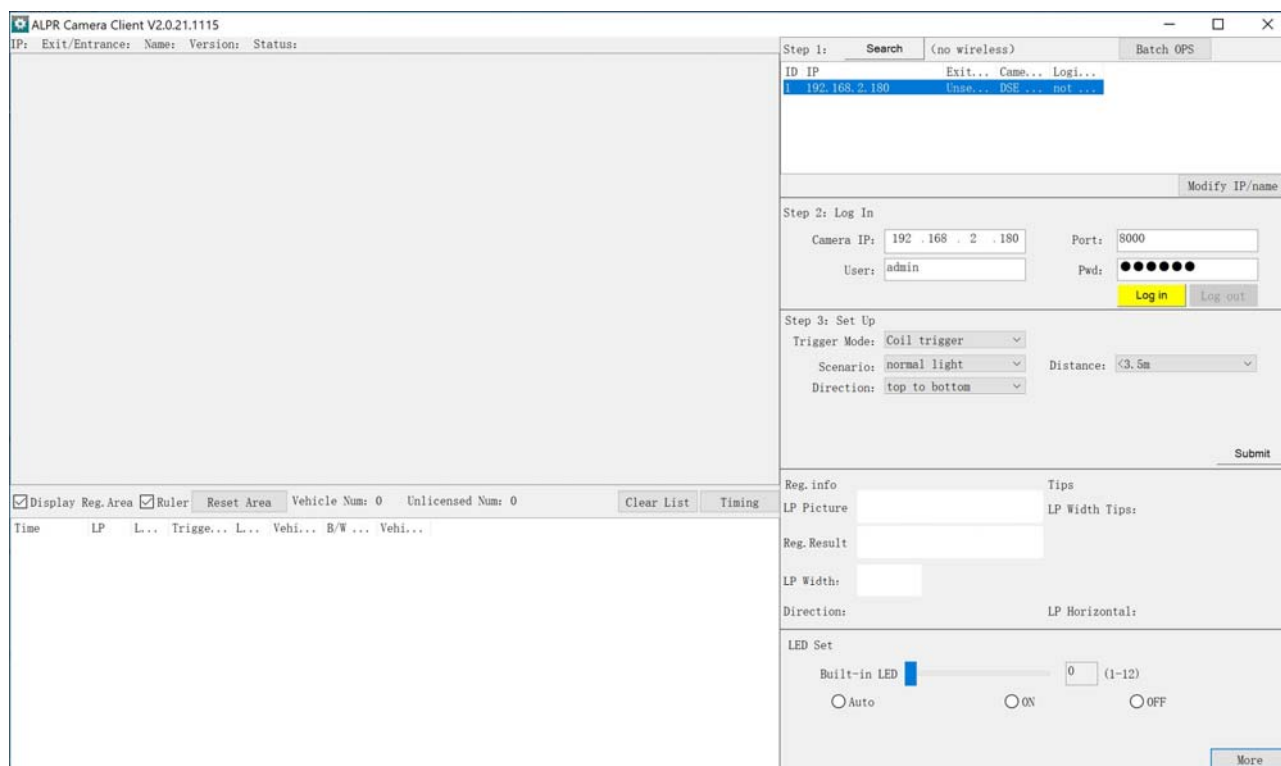 ALPR Camera Client V2.0.21.1115
IP: Exit/Entrance: Name: Version: Status:
Step 1: Search (no wireless) Batch OPS
ID IP Exit... Came... Logi...
1 192.168.2.180 Unse... DSE ... not ...
Modify IP/name
Step 2: Log In
Camera IP: 192 .168 . 2 .180 Port: 8000
User: admin Pwd: ●●●●●●
Log in Log out
Step 3: Set Up
Trigger Mode: Coil trigger
Scenario: normal light Distance: <3.5m
Direction: top to bottom
Submit
Display Reg.Area Ruler Reset Area Vehicle Num: 0 Unlicensed Num: 0 Clear List Timing
Time LP L... Trigge... L... Vehi... B/W ... Vehi...
Reg.info Tips
LP Picture LP Width Tips:
Reg.Result
LP Width:
Direction: LP Horizontal:
LED Set
Built-in LED 0 (1-12)
Auto ON OFF
More